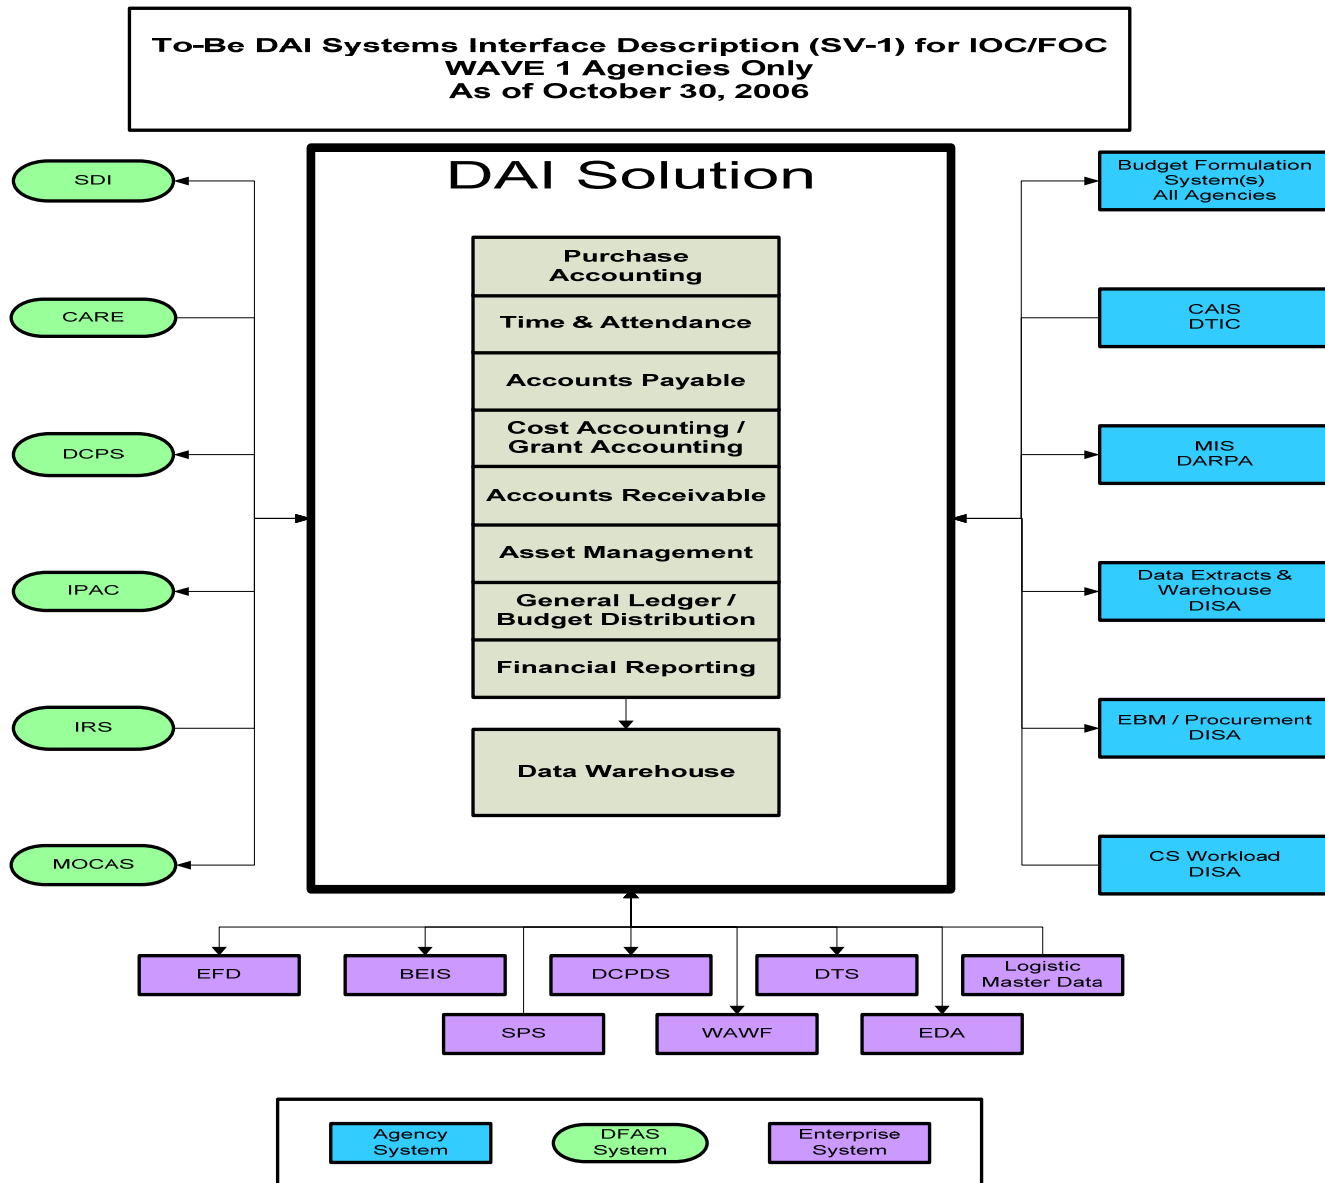 To-Be DAI Systems Interface Description (SV-1) for IOC/FOC
WAVE 1 Agencies Only
As of October 30, 2006
DAI Solution
SDI
CARE
DCPS
IPAC
IRS
MOCAS
Purchase
Accounting
Time & Attendance
Accounts Payable
Cost Accounting /
Grant Accounting
Accounts Receivable
Asset Management
General Ledger /
Budget Distribution
Financial Reporting
Data Warehouse
Budget Formulation
System(s)
All Agencies
CAIS
DTIC
MIS
DARPA
Data Extracts &
Warehouse
DISA
EBM / Procurement
DISA
CS Workload
DISA
EFD
BEIS
DCPDS
DTS
Logistic
Master Data
SPS
WAWF
EDA
Agency
System
DFAS
System
Enterprise
System